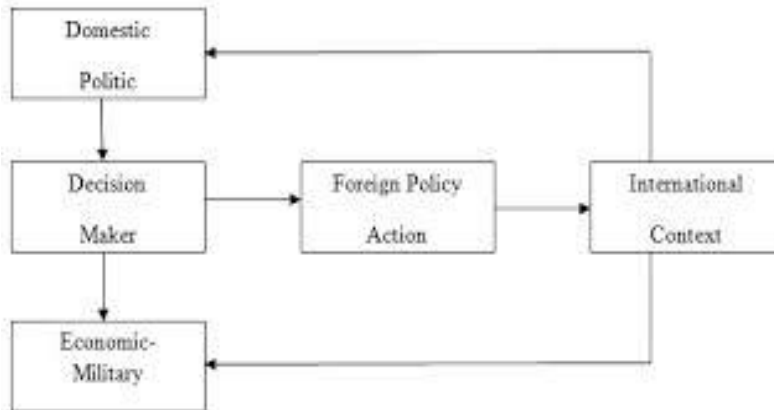 Domestic
Politic
Decision
Maker
Foreign Policy
Action
International
Context
Economic-
Military